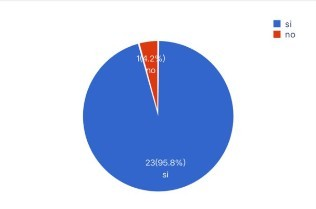 si
no
1(4.2%)
no
23(95.8%)
si